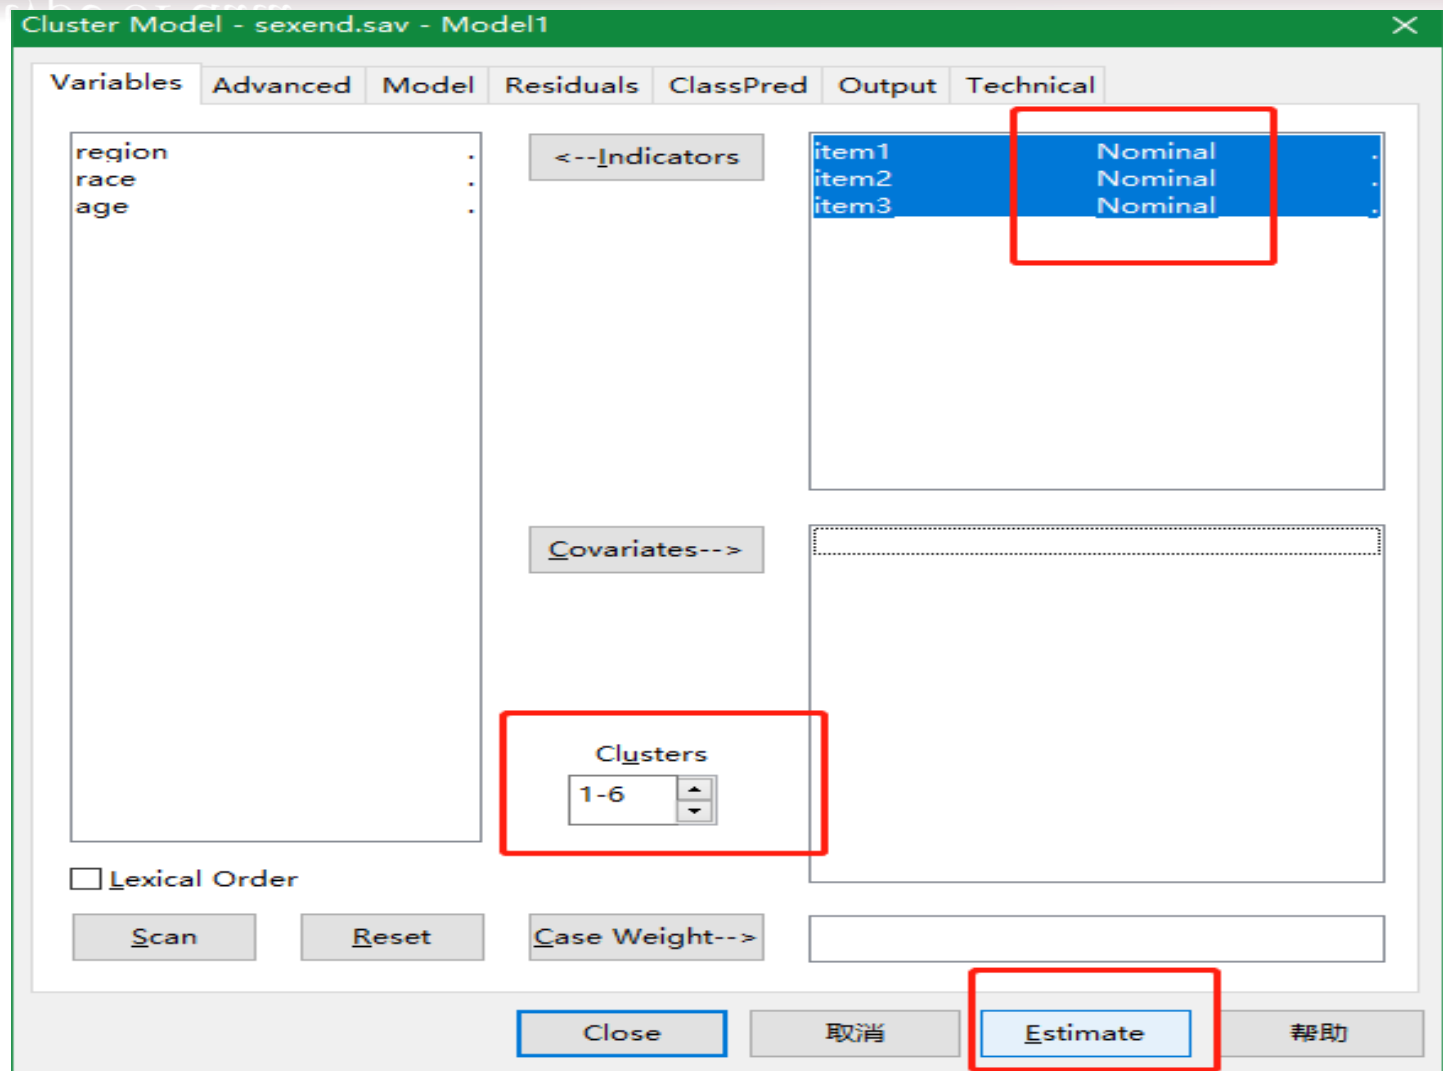 Cluster Model - sexend.sav - Model1
Variables Advanced Model Residuals ClassPred Output Technical
region .
race .
age .
<--Indicators
item1 Nominal .
item2 Nominal .
item3 Nominal .
Covariates-->
Clusters
1-6
Lexical Order
Scan Reset Case Weight-->
Close 取消 Estimate 帮助